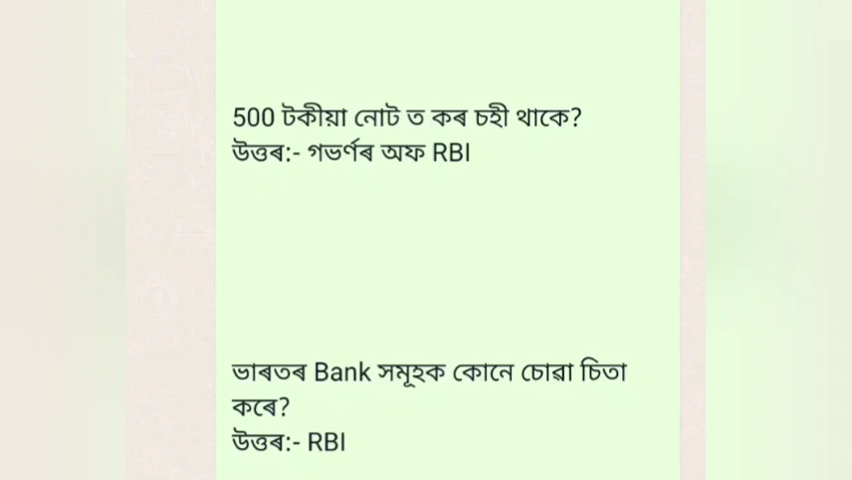 500 টকীয়া নোট ত কৰ চহী থাকে?
উত্তৰ:- গভৰ্ণৰ অফ RBI
ভাৰতৰ Bank সমূহক কোনে চোৱা চিতা
কৰে?
উত্তৰ:- RBI